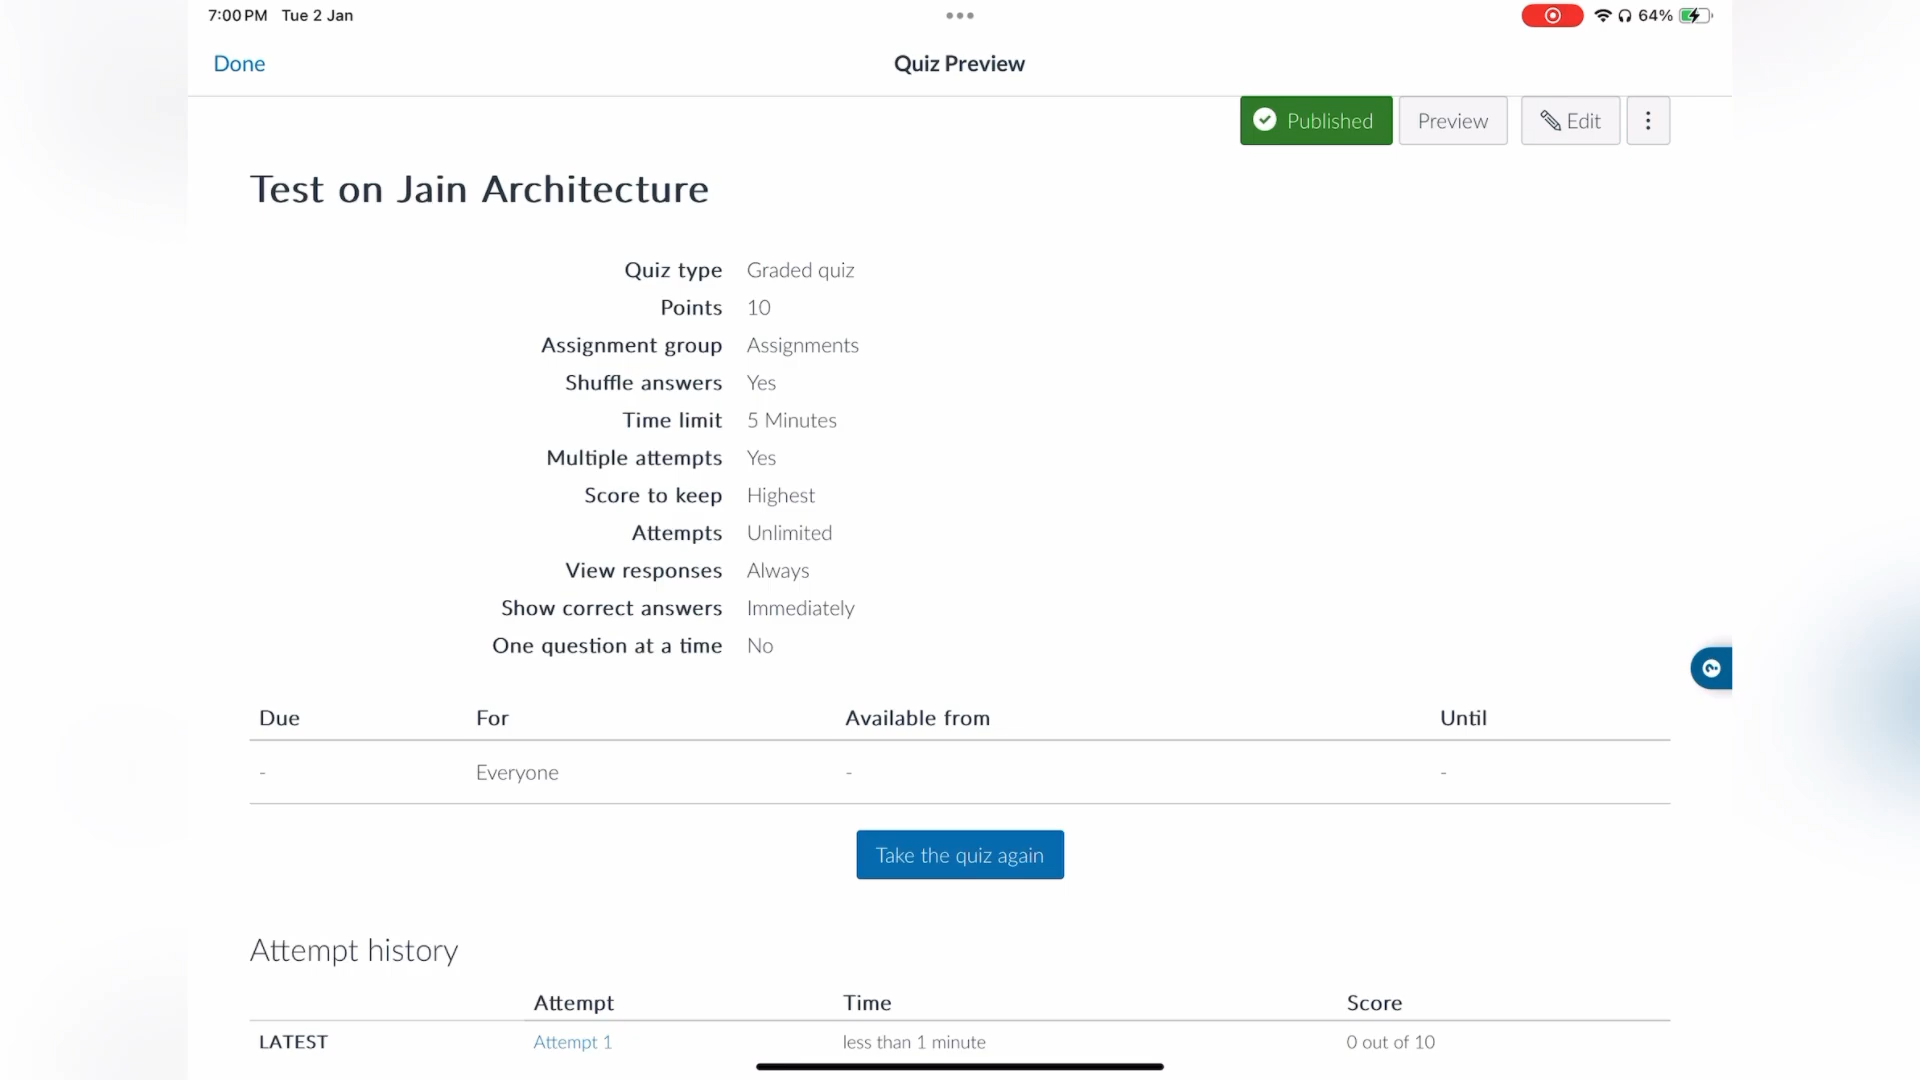 7:00 PM Tue 2 Jan
64%
Done
Quiz Preview
Published
Preview
Edit
Test on Jain Architecture
Quiz type Graded quiz
Points 10
Assignment group Assignments
Shuffle answers Yes
Time limit 5 Minutes
Multiple attempts Yes
Score to keep Highest
Attempts Unlimited
View responses Always
Show correct answers Immediately
One question at a time No
Due For Available from Until
- Everyone - -
Take the quiz again
Attempt history
Attempt Time Score
LATEST Attempt 1 less than 1 minute 0 out of 10